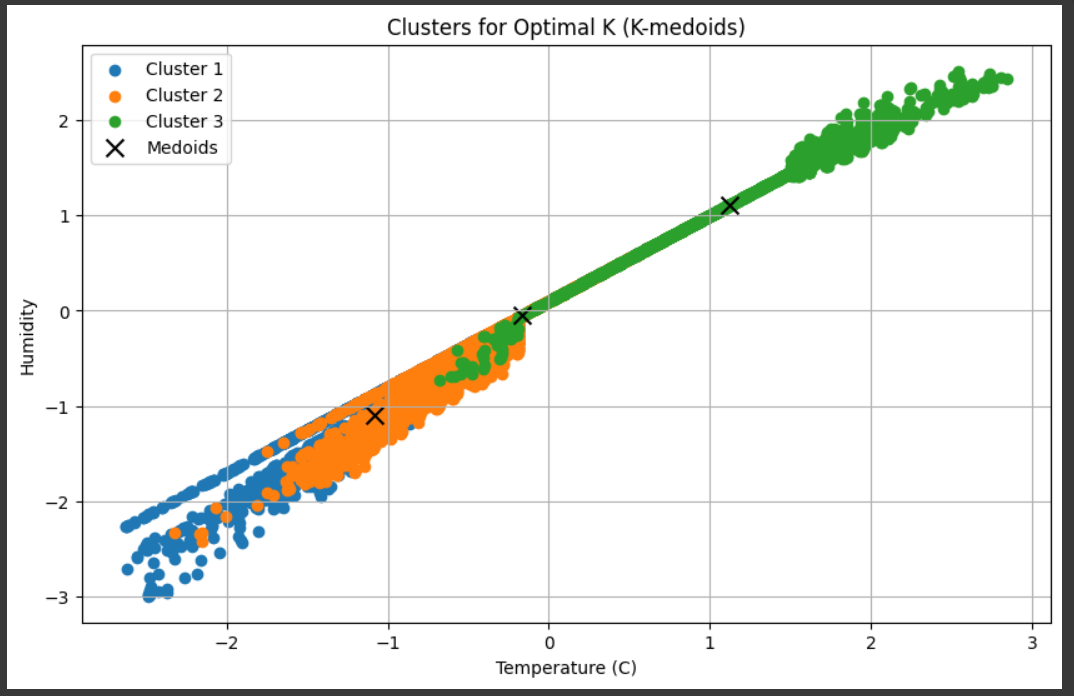 Clusters for Optimal K (K-medoids)
Cluster 1
Cluster 2
Cluster 3
Medoids
Humidity
2
1
0
−1
−2
−3
−2
−1
0
1
2
3
Temperature (C)